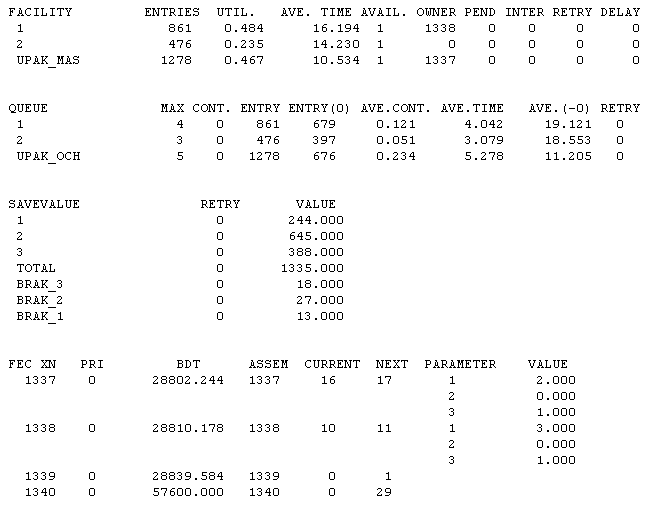 FACILITY ENTRIES UTIL. AVE. TIME AVAIL. OWNER PEND INTER RETRY DELAY
1 861 0.484 16.194 1 1338 0 0 0 0
2 476 0.235 14.230 1 0 0 0 0 0
UPAK_MAS 1278 0.467 10.534 1 1337 0 0 0 0
QUEUE MAX CONT. ENTRY ENTRY(0) AVE.CONT. AVE.TIME AVE.(-0) RETRY
1 4 0 861 679 0.121 4.042 19.121 0
2 3 0 476 397 0.051 3.079 18.553 0
UPAK_OCH 5 0 1278 676 0.234 5.278 11.205 0
SAVEVALUE RETRY VALUE
1 0 244.000
2 0 645.000
3 0 388.000
TOTAL 0 1335.000
BRAK_3 0 18.000
BRAK_2 0 27.000
BRAK_1 0 13.000
FEC XN PRI BDT ASSEM CURRENT NEXT PARAMETER VALUE
1337 0 28802.244 1337 16 17 1 2.000
2 0.000
3 1.000
1338 0 28810.178 1338 10 11 1 3.000
2 0.000
3 1.000
1339 0 28839.584 1339 0 1
1340 0 57600.000 1340 0 29